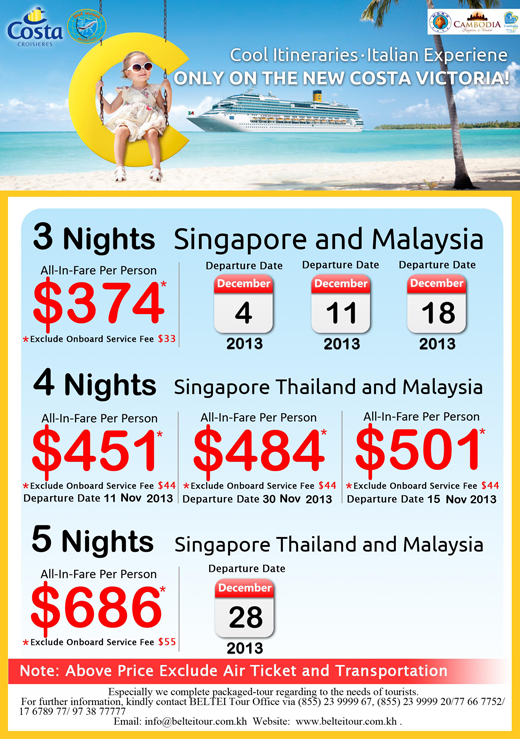 Costa
CROISIERES
CAMBODIA
Cool Itineraries·Italian Experiene
ONLY ON THE NEW COSTA VICTORIA!
3 Nights Singapore and Malaysia
All-In-Fare Per Person
$374*
*Exclude Onboard Service Fee $33
Departure Date Departure Date Departure Date
December December December
4 11 18
2013 2013 2013
4 Nights Singapore Thailand and Malaysia
All-In-Fare Per Person All-In-Fare Per Person All-In-Fare Per Person
$451* $484* $501*
*Exclude Onboard Service Fee $44 *Exclude Onboard Service Fee $44 *Exclude Onboard Service Fee $44
Departure Date 11 Nov 2013 Departure Date 30 Nov 2013 Departure Date 15 Nov 2013
5 Nights Singapore Thailand and Malaysia
All-In-Fare Per Person
$686*
*Exclude Onboard Service Fee $55
Departure Date
December
28
2013
Note: Above Price Exclude Air Ticket and Transportation
Especially we complete packaged-tour regarding to the needs of tourists.
For further information, kindly contact BELTEI Tour Office via (855) 23 9999 67, (855) 23 9999 20/77 66 7752/
17 6789 77/ 97 38 77777
Email: info@belteitour.com.kh Website: www.belteitour.com.kh .